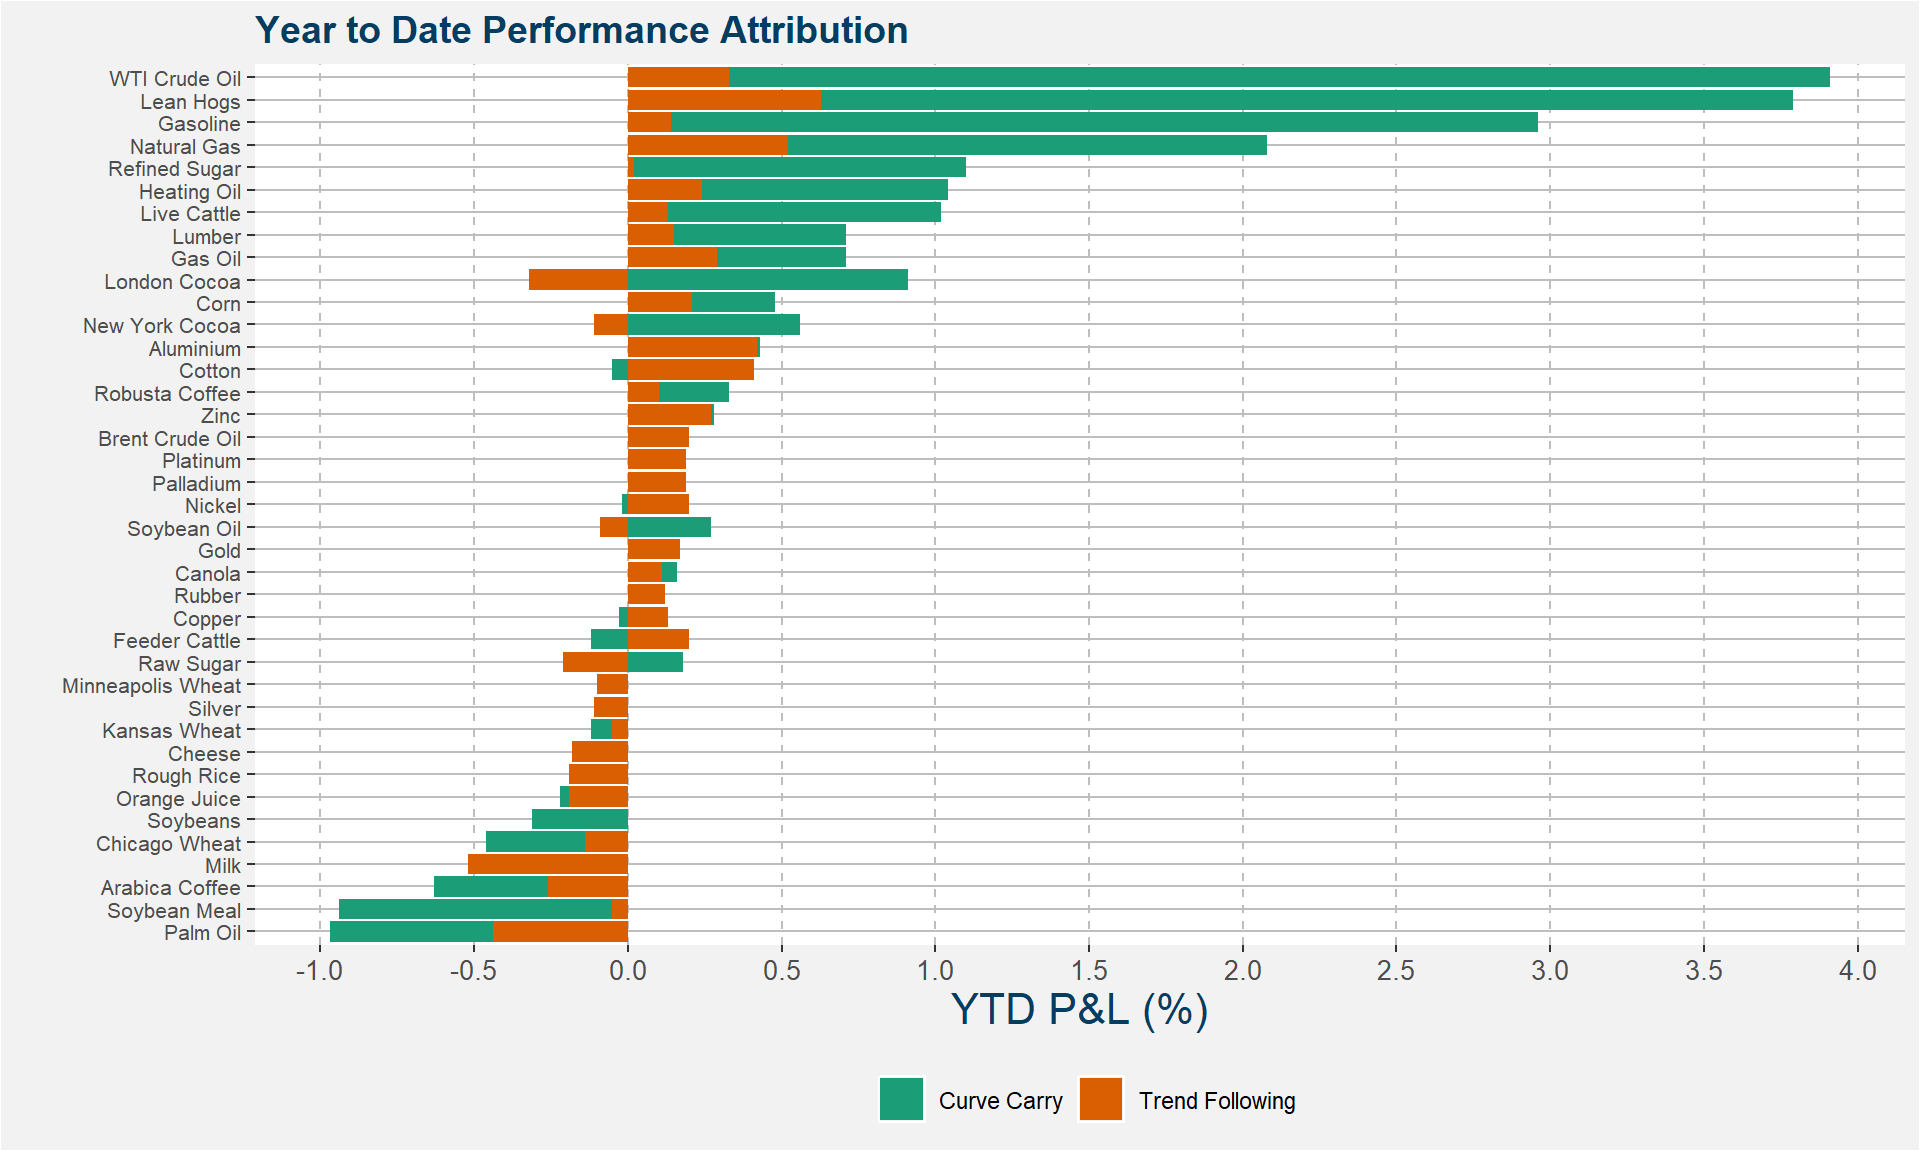 Year to Date Performance Attribution
WTI Crude Oil
Lean Hogs
Gasoline
Natural Gas
Refined Sugar
Heating Oil
Live Cattle
Lumber
Gas Oil
London Cocoa
Corn
New York Cocoa
Aluminium
Cotton
Robusta Coffee
Zinc
Brent Crude Oil
Platinum
Palladium
Nickel
Soybean Oil
Gold
Canola
Rubber
Copper
Feeder Cattle
Raw Sugar
Minneapolis Wheat
Silver
Kansas Wheat
Cheese
Rough Rice
Orange Juice
Soybeans
Chicago Wheat
Milk
Arabica Coffee
Soybean Meal
Palm Oil
-1.0 -0.5 0.0 0.5 1.0 1.5 2.0 2.5 3.0 3.5 4.0
YTD P&L (%)
Curve Carry Trend Following